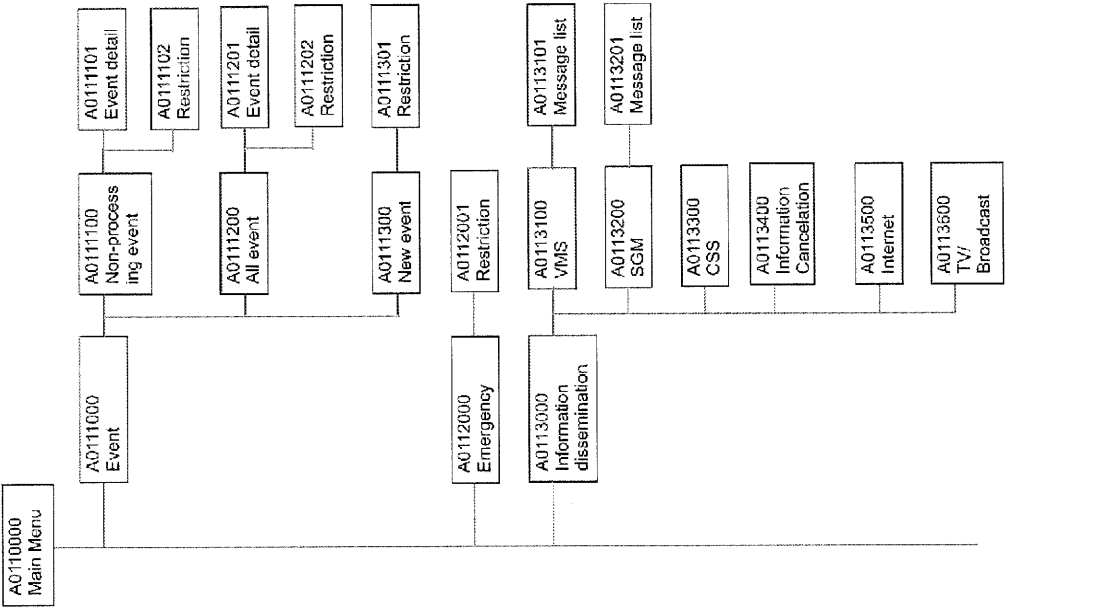 A0110000
Main Menu
A0111000
Event
A0111100
Non-process
ing event
A0111101
Event detail
A0111102
Restriction
A0111200
All event
A0111201
Event detail
A0111202
Restriction
A0111300
New event
A0111301
Restriction
A0112000
Emergency
A0112001
Restriction
A0113000
Information
dissemination
A0113100
VMS
A0113101
Message list
A0113200
SGM
A0113201
Message list
A0113300
CSS
A0113400
Information
Cancelation
A0113500
Internet
A0113600
TV/
Broadcast